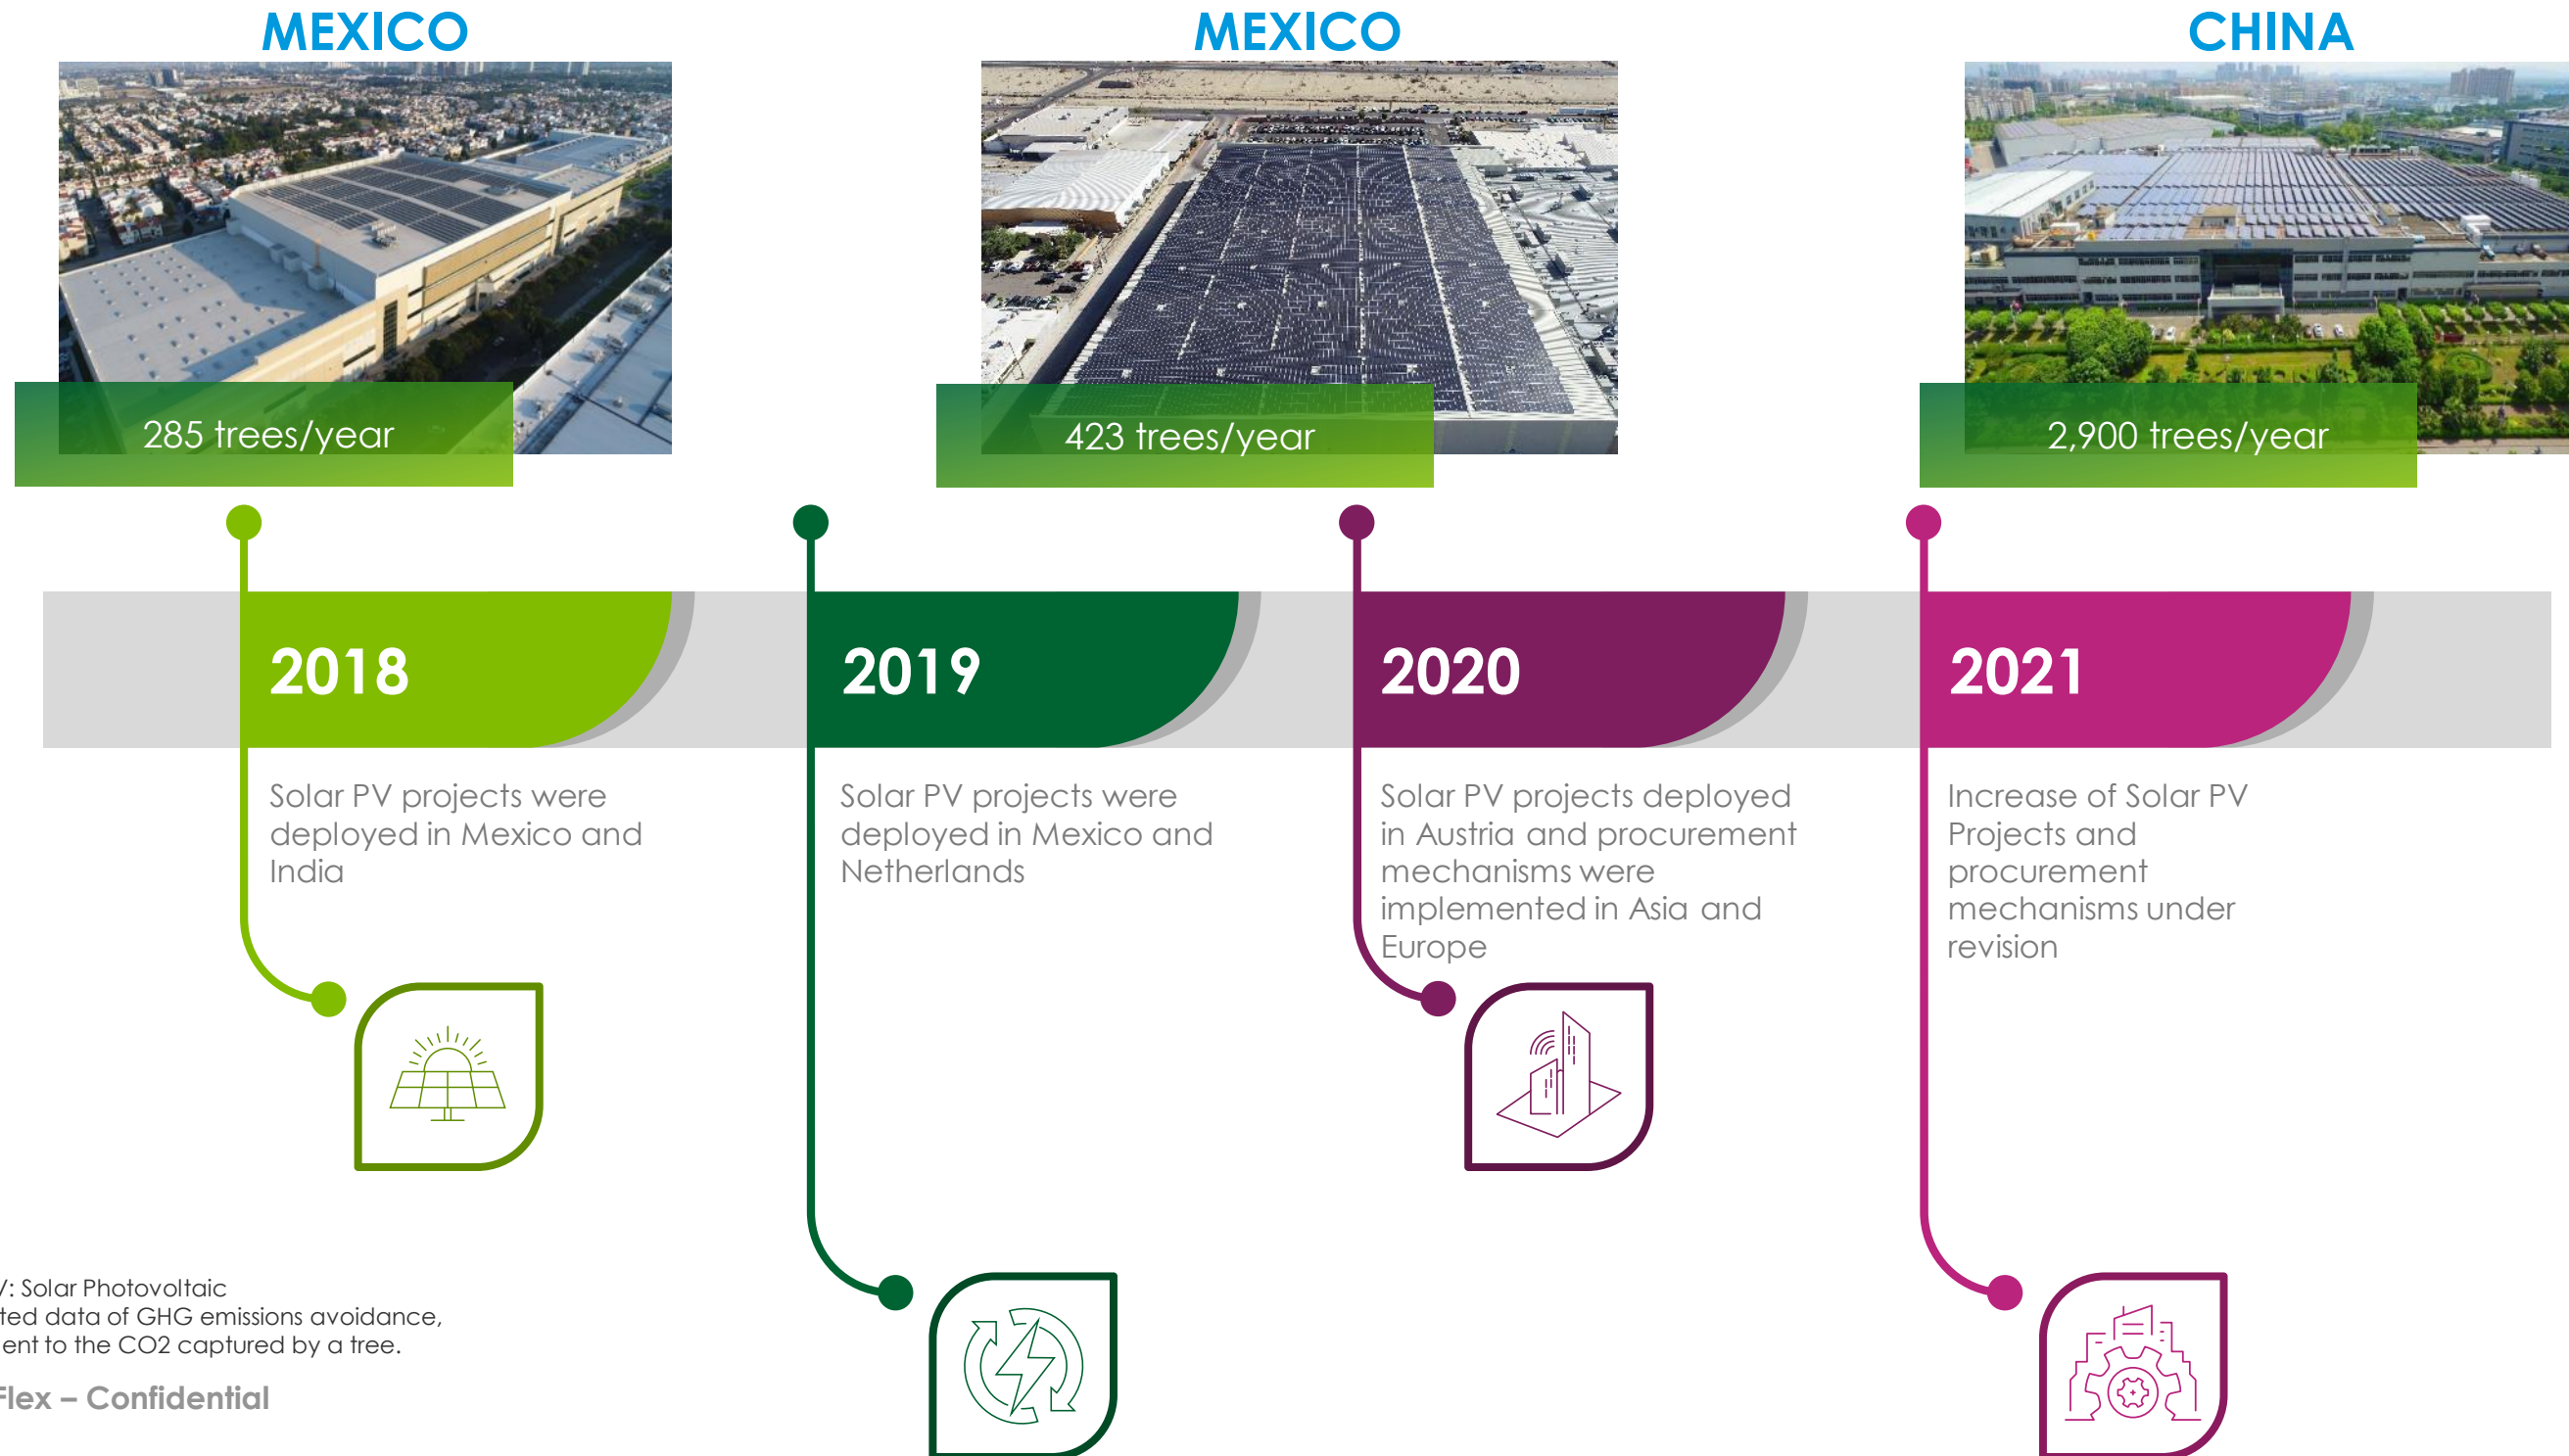 MEXICO
MEXICO
CHINA
285 trees/year
423 trees/year
2,900 trees/year
2018
2019
2020
2021
Solar PV projects were
deployed in Mexico and
India
Solar PV projects were
deployed in Mexico and
Netherlands
Solar PV projects deployed
in Austria and procurement
mechanisms were
implemented in Asia and
Europe
Increase of Solar PV
Projects and
procurement
mechanisms under
revision
: Solar Photovoltaic
data of GHG emissions avoidance,
to the CO2 captured by a tree.
Flex – Confidential